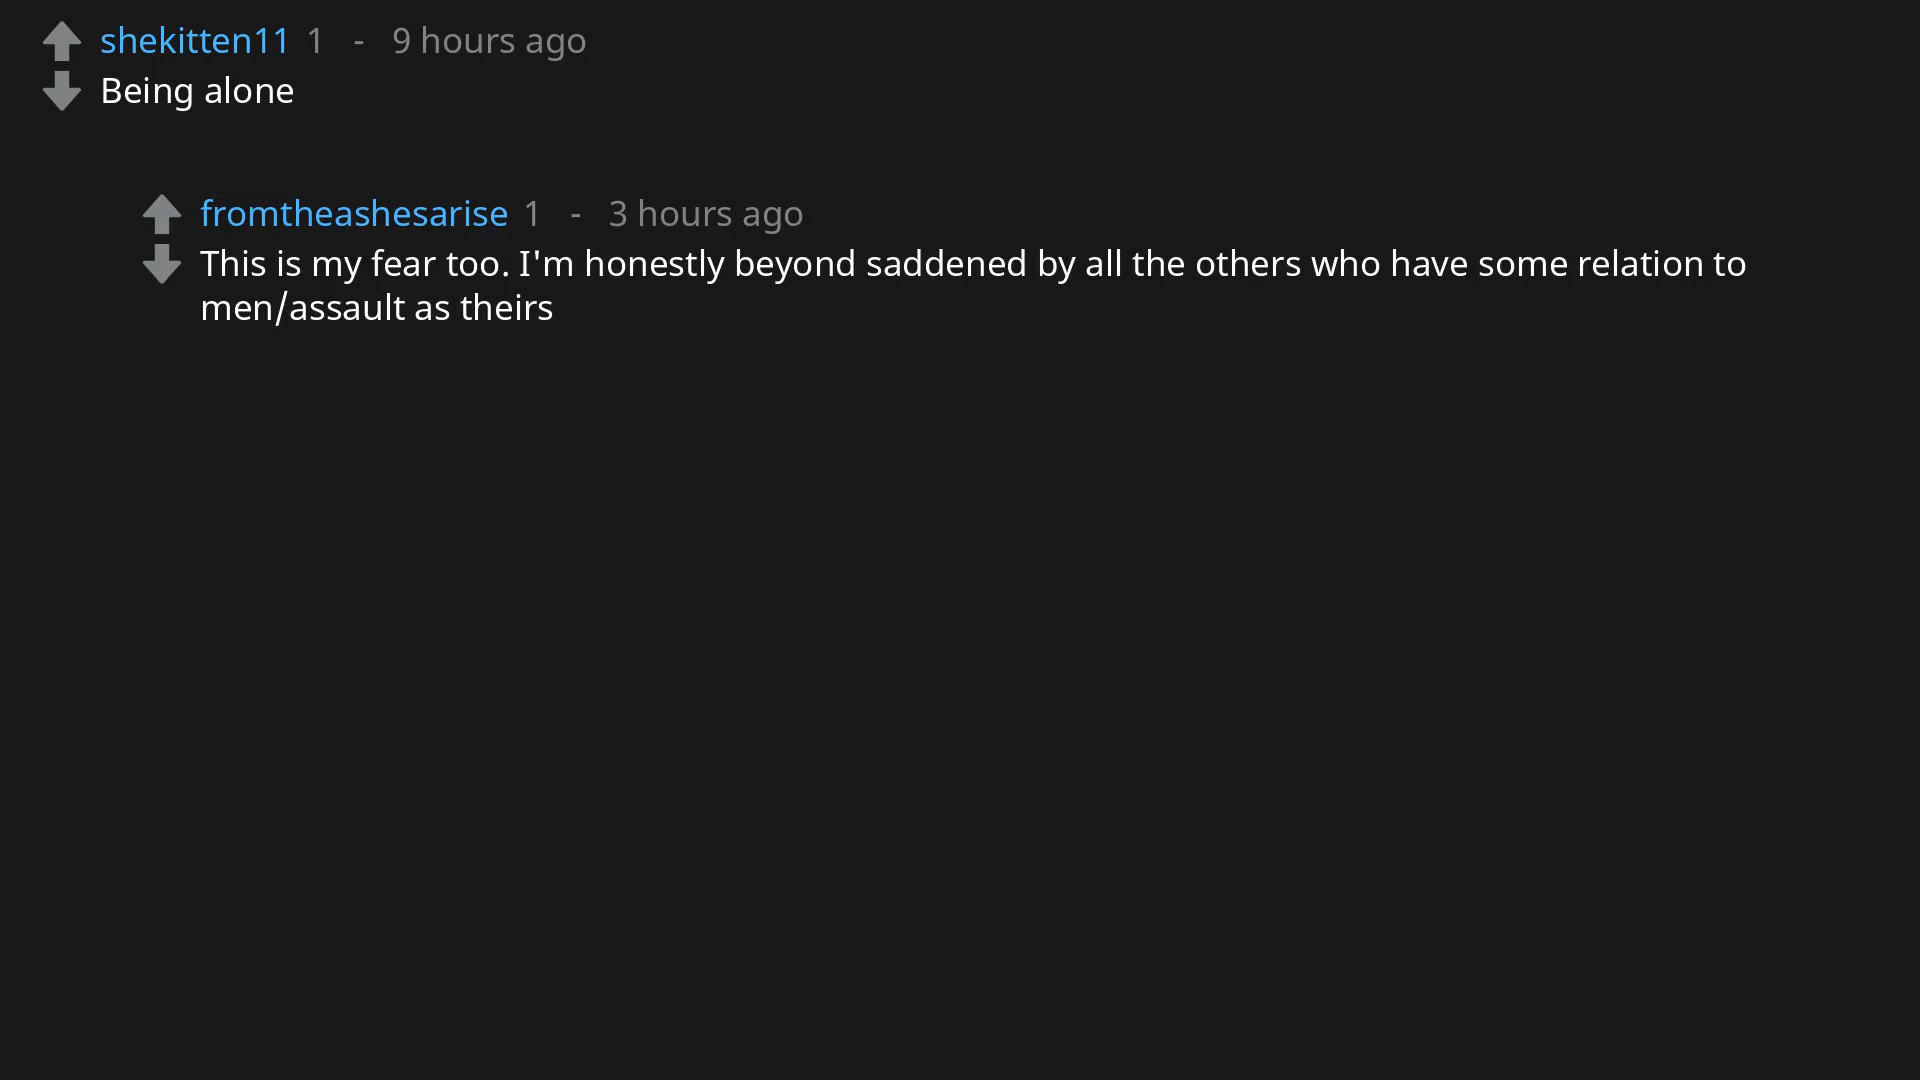 shekitten11 1 - 9 hours ago
Being alone
fromtheashesarise 1 - 3 hours ago
This is my fear too. I'm honestly beyond saddened by all the others who have some relation to
men/assault as theirs